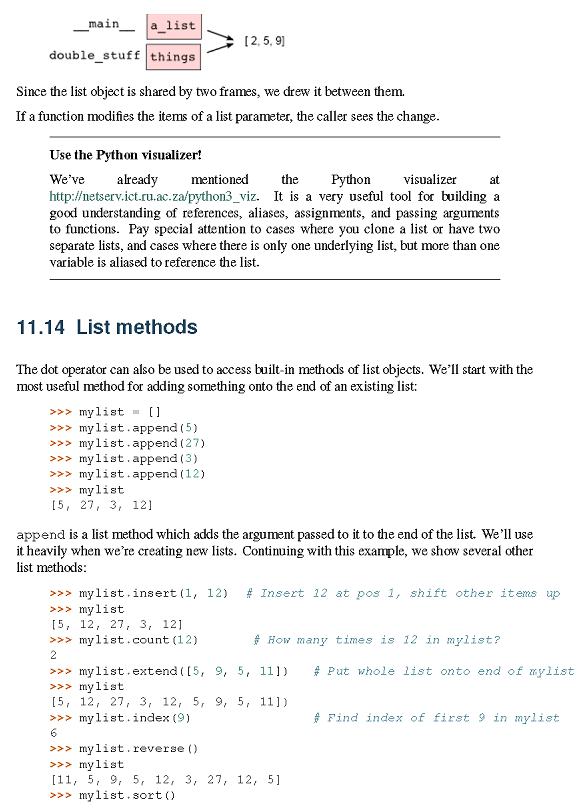 __main__ a_list
[2, 5, 9]
double_stuff things
Since the list object is shared by two frames, we drew it between them.
If a function modifies the items of a list parameter, the caller sees the change.
Use the Python visualizer!
We've already mentioned the Python visualizer at
http://netserv.ict.ru.ac.za/python3_viz. It is a very useful tool for building a
good understanding of references, aliases, assignments, and passing arguments
to functions. Pay special attention to cases where you clone a list or have two
separate lists, and cases where there is only one underlying list, but more than one
variable is aliased to reference the list.
11.14 List methods
The dot operator can also be used to access built-in methods of list objects. We'll start with the
most useful method for adding something onto the end of an existing list:
>>> mylist = []
>>> mylist.append(5)
>>> mylist.append(27)
>>> mylist.append(3)
>>> mylist.append(12)
>>> mylist
[5, 27, 3, 12]
append is a list method which adds the argument passed to it to the end of the list. We'll use
it heavily when we're creating new lists. Continuing with this example, we show several other
list methods:
>>> mylist.insert(1, 12) # Insert 12 at pos 1, shift other items up
>>> mylist
[5, 12, 27, 3, 12]
>>> mylist.count(12) # How many times is 12 in mylist?
2
>>> mylist.extend([5, 9, 5, 11]) # Put whole list onto end of mylist
>>> mylist
[5, 12, 27, 3, 12, 5, 9, 5, 11])
>>> mylist.index(9) # Find index of first 9 in mylist
6
>>> mylist.reverse()
>>> mylist
[11, 5, 9, 5, 12, 3, 27, 12, 5]
>>> mylist.sort()